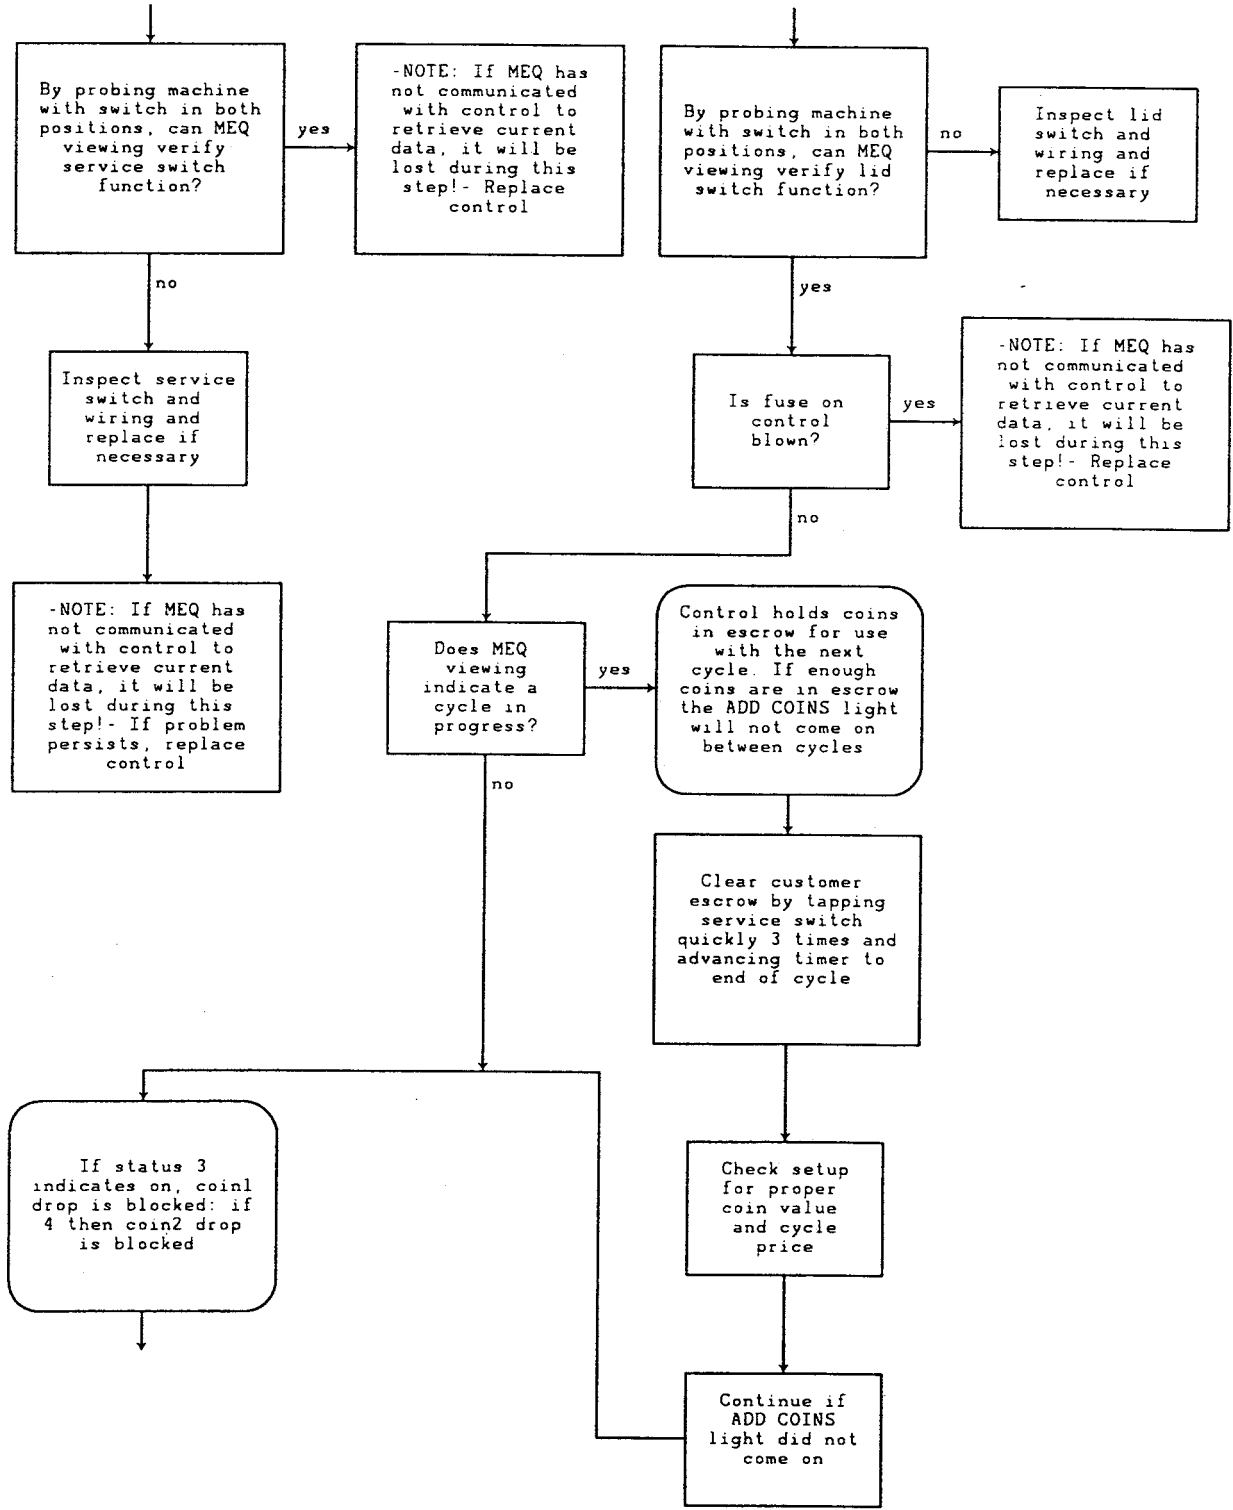 By probing machine
with switch in both
positions, can MEQ
viewing verify
service switch
function?
yes
-NOTE: If MEQ has
not communicated
with control to
retrieve current
data, it will be
lost during this
step!- Replace
control
no
Inspect service
switch and
wiring and
replace if
necessary
-NOTE: If MEQ has
not communicated
with control to
retrieve current
data, it will be
lost during this
step!- If problem
persists, replace
control
By probing machine
with switch in both
positions, can MEQ
viewing verify lid
switch function?
no
Inspect lid
switch and
wiring and
replace if
necessary
yes
Is fuse on
control
blown?
yes
-NOTE: If MEQ has
not communicated
with control to
retrieve current
data, it will be
lost during this
step!- Replace
control
no
Does MEQ
viewing
indicate a
cycle in
progress?
yes
Control holds coins
in escrow for use
with the next
cycle. If enough
coins are in escrow
the ADD COINS light
will not come on
between cycles
no
Clear customer
escrow by tapping
service switch
quickly 3 times and
advancing timer to
end of cycle
Check setup
for proper
coin value
and cycle
price
Continue if
ADD COINS
light did not
come on
If status 3
indicates on, coin1
drop is blocked: if
4 then coin2 drop
is blocked